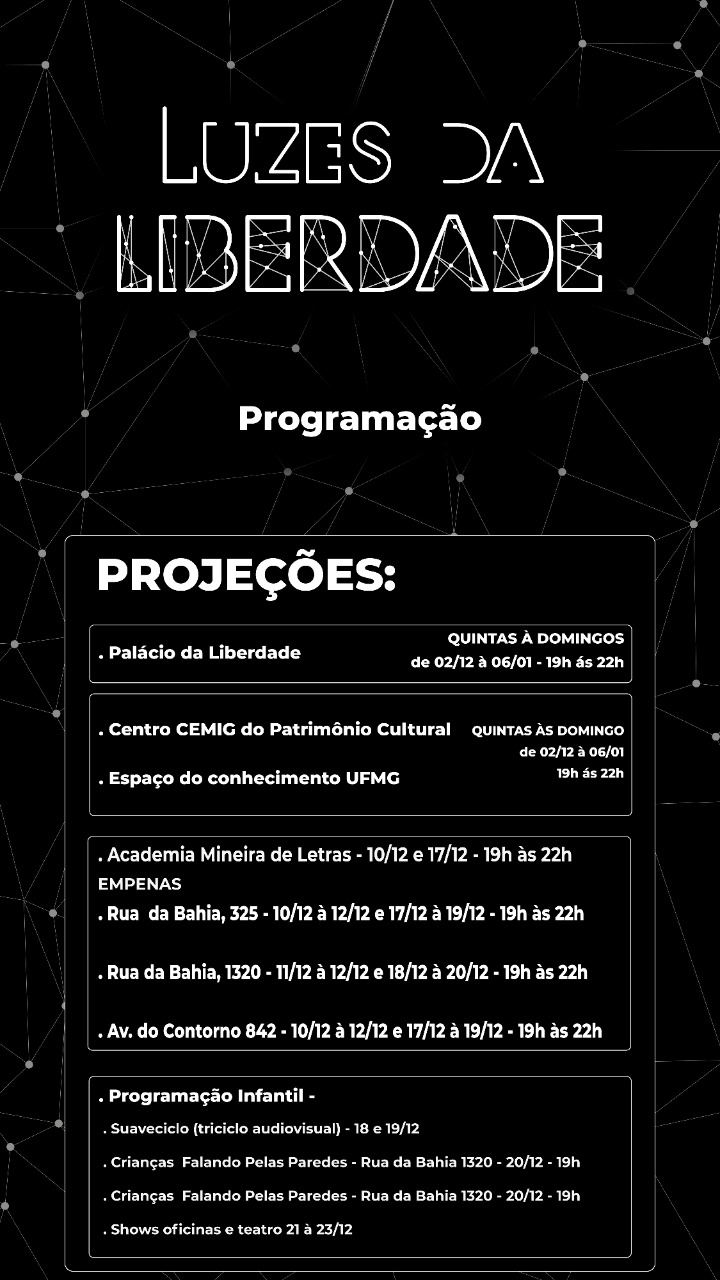 LUZES DA
LIBERDADE
Programação
PROJEÇÕES:
. Palácio da Liberdade
QUINTAS À DOMINGOS
de 02/12 à 06/01 - 19h ás 22h
. Centro CEMIG do Patrimônio Cultural
. Espaço do conhecimento UFMG
QUINTAS ÀS DOMINGO
de 02/12 à 06/01
19h ás 22h
. Academia Mineira de Letras - 10/12 e 17/12 - 19h às 22h
EMPENAS
. Rua da Bahia, 325 - 10/12 à 12/12 e 17/12 à 19/12 - 19h às 22h
. Rua da Bahia, 1320 - 11/12 à 12/12 e 18/12 à 20/12 - 19h às 22h
. Av. do Contorno 842 - 10/12 à 12/12 e 17/12 à 19/12 - 19h às 22h
. Programação Infantil -
. Suaveciclo (triciclo audiovisual) - 18 e 19/12
. Crianças Falando Pelas Paredes - Rua da Bahia 1320 - 20/12 - 19h
. Crianças Falando Pelas Paredes - Rua da Bahia 1320 - 20/12 - 19h
. Shows oficinas e teatro 21 à 23/12